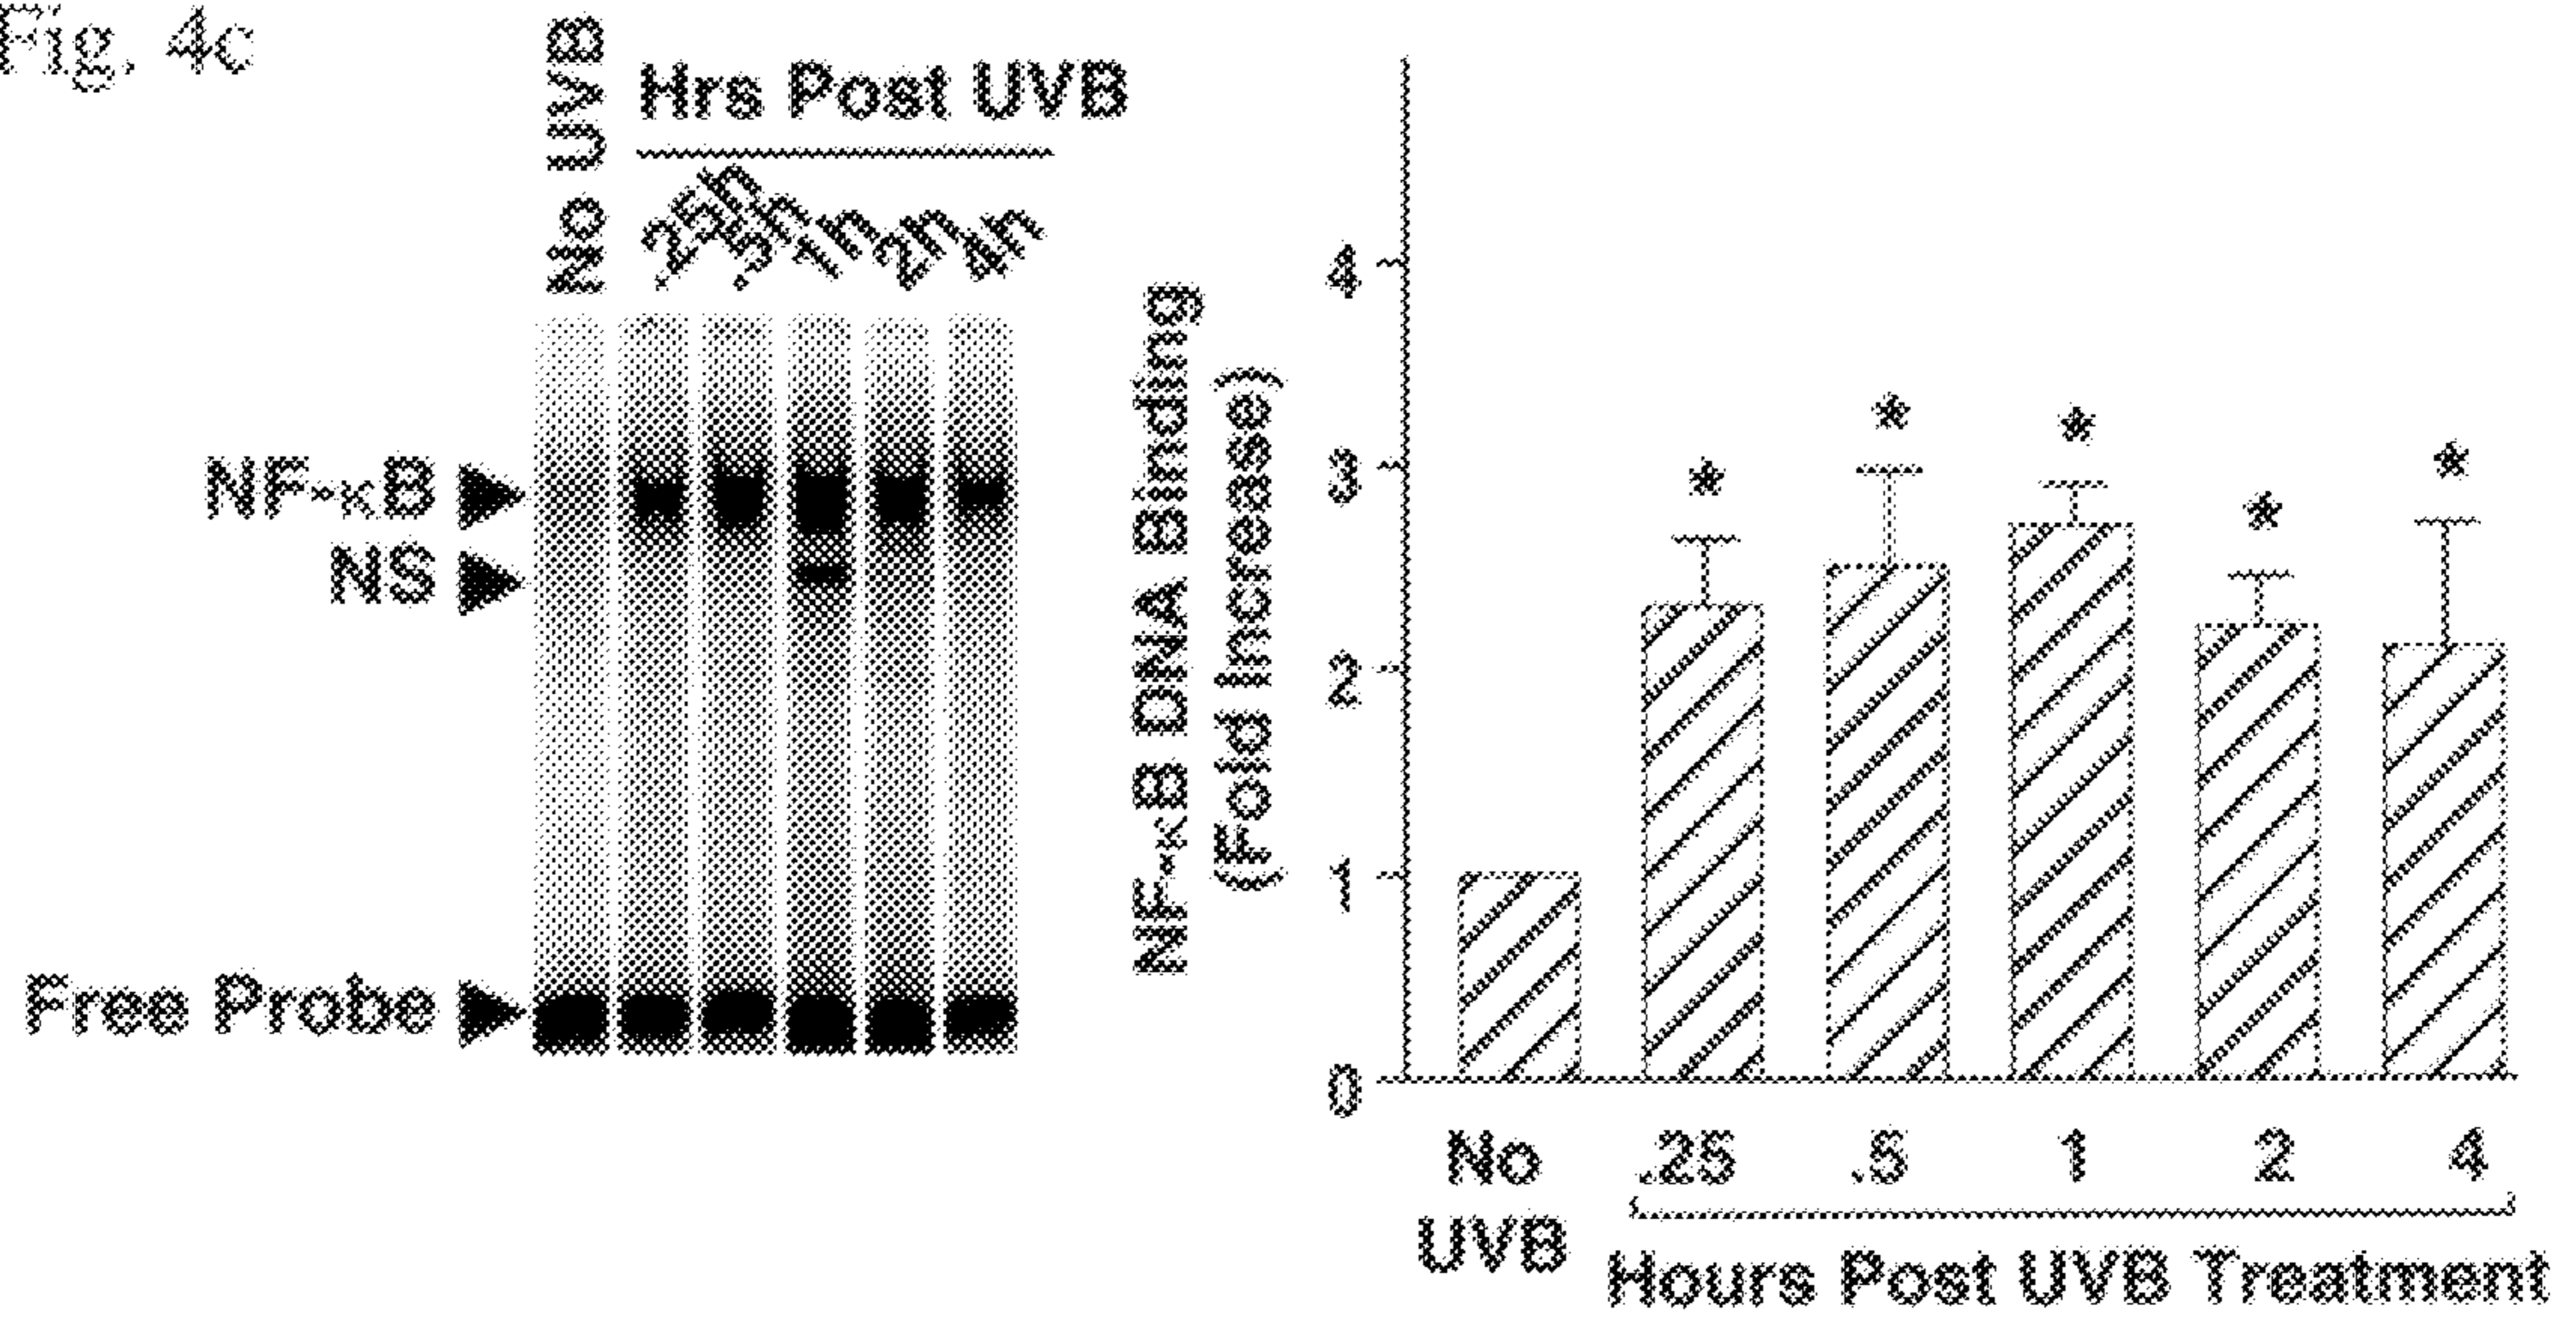 Fig. 4c
No UVB
Hrs Post UVB
.25h .5h 1h 2h 4h
NF-κB
NS
Free Probe
NF-κB DNA Binding
(Fold Increase)
4
3
2
1
0
* * * * *
No UVB .25 .5 1 2 4
Hours Post UVB Treatment